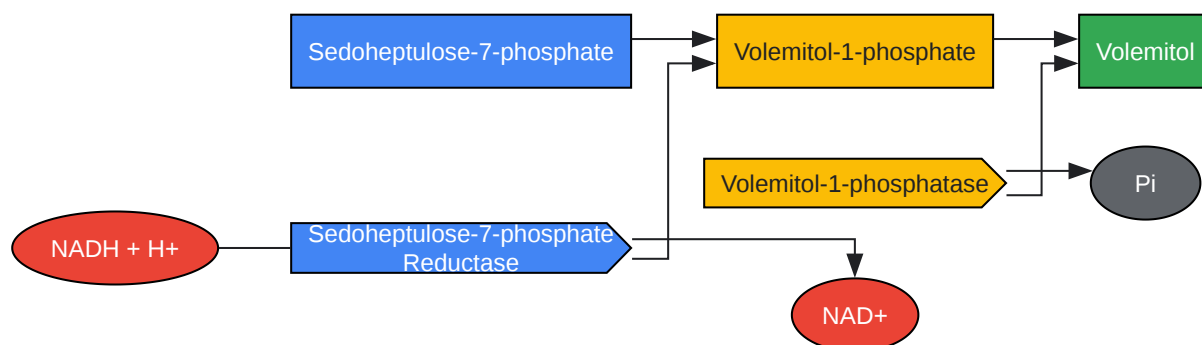 Sedoheptulose-7-phosphate
Volemitol-1-phosphate
Volemitol
Volemitol-1-phosphatase
Pi
NADH + H+
Sedoheptulose-7-phosphate
Reductase
NAD+